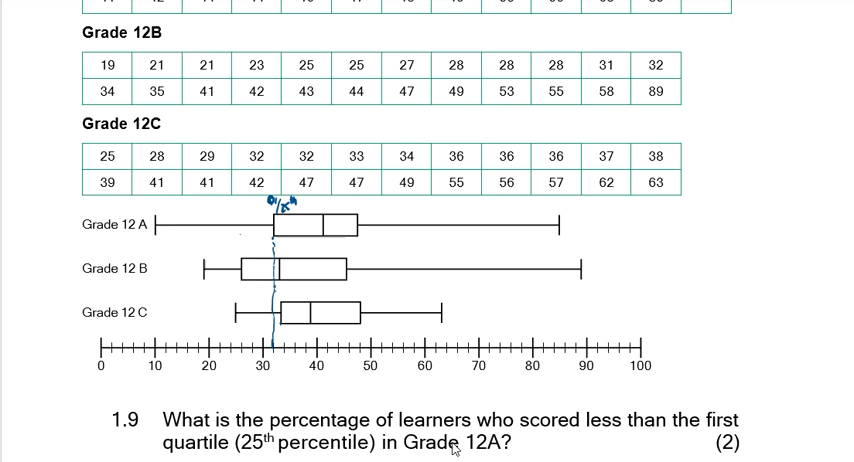 Grade 12B
19 21 21 23 25 25 27 28 28 28 31 32
34 35 41 42 43 44 47 49 53 55 58 89
Grade 12C
25 28 29 32 32 33 34 36 36 36 37 38
39 41 41 42 47 47 49 55 56 57 62 63
Q1/25th
Grade 12 A
Grade 12 B
Grade 12 C
0 10 20 30 40 50 60 70 80 90 100
1.9 What is the percentage of learners who scored less than the first
quartile (25th percentile) in Grade 12A? (2)